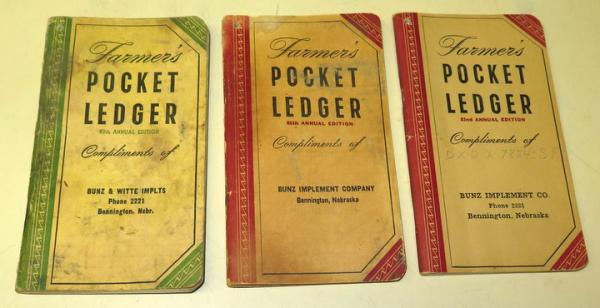 Farmer's
POCKET
LEDGER
ANNUAL EDITION
Compliments of
BUNZ & WITTE IMPLTS
Phone 2221
Bennington, Nebr.
Farmer's
POCKET
LEDGER
ANNUAL EDITION
Compliments of
BUNZ IMPLEMENT COMPANY
Bennington, Nebraska
Farmer's
POCKET
LEDGER
82nd ANNUAL EDITION
Compliments of
BUNZ IMPLEMENT CO.
Phone 2221
Bennington, Nebraska